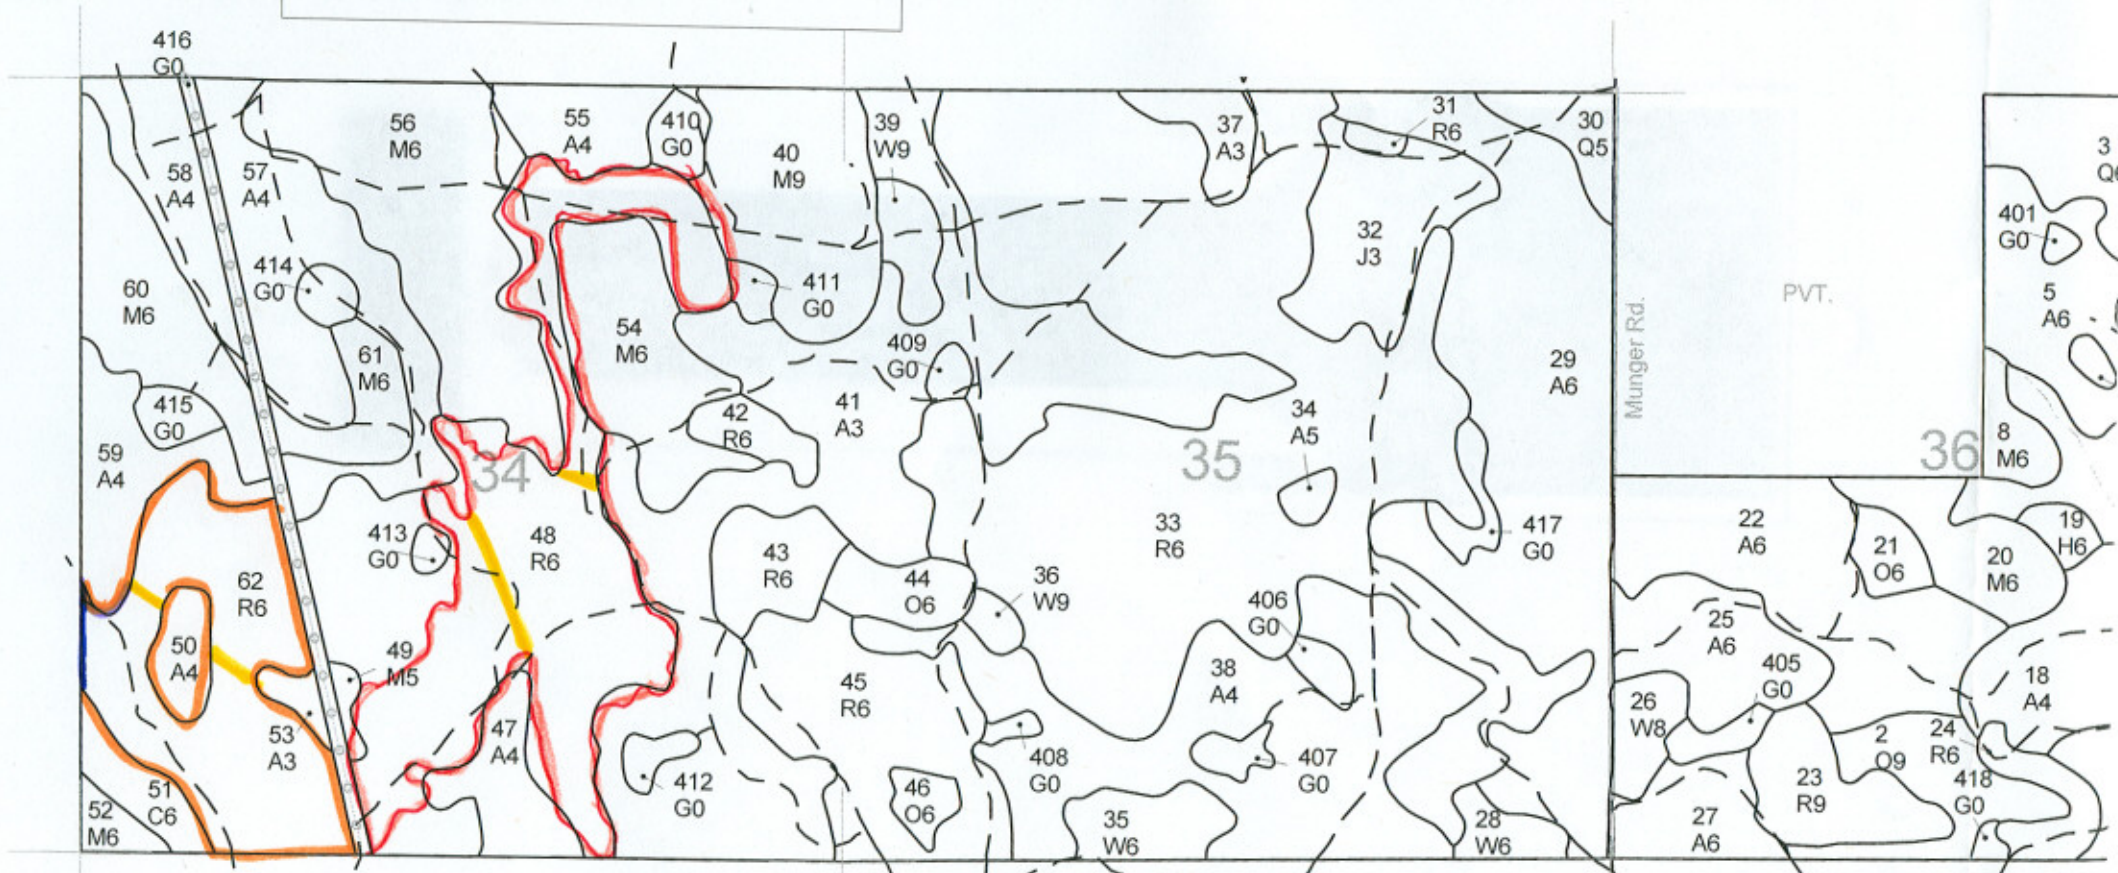 416
G0
56
M6
55
A4
410
G0
40
M9
39
W9
37
A3
31
R6
30
Q5
3
58
A4
57
A4
401
G0
32
J3
414
G0
60
M6
411
G0
PVT.
5
A6
54
M6
61
M6
409
G0
29
A6
Munger Rd.
415
G0
42
R6
41
A3
34
A5
8
M6
59
A4
34
35
36
413
G0
48
R6
33
R6
417
G0
22
A6
21
O6
20
M6
19
H6
62
R6
43
R6
44
O6
36
W9
406
G0
25
A6
50
A4
49
M5
45
R6
38
A4
405
G0
18
A4
26
W8
53
A3
47
A4
412
G0
408
G0
407
G0
2
O9
24
R6
51
C6
46
O6
23
R9
418
G0
52
M6
35
W6
28
W6
27
A6